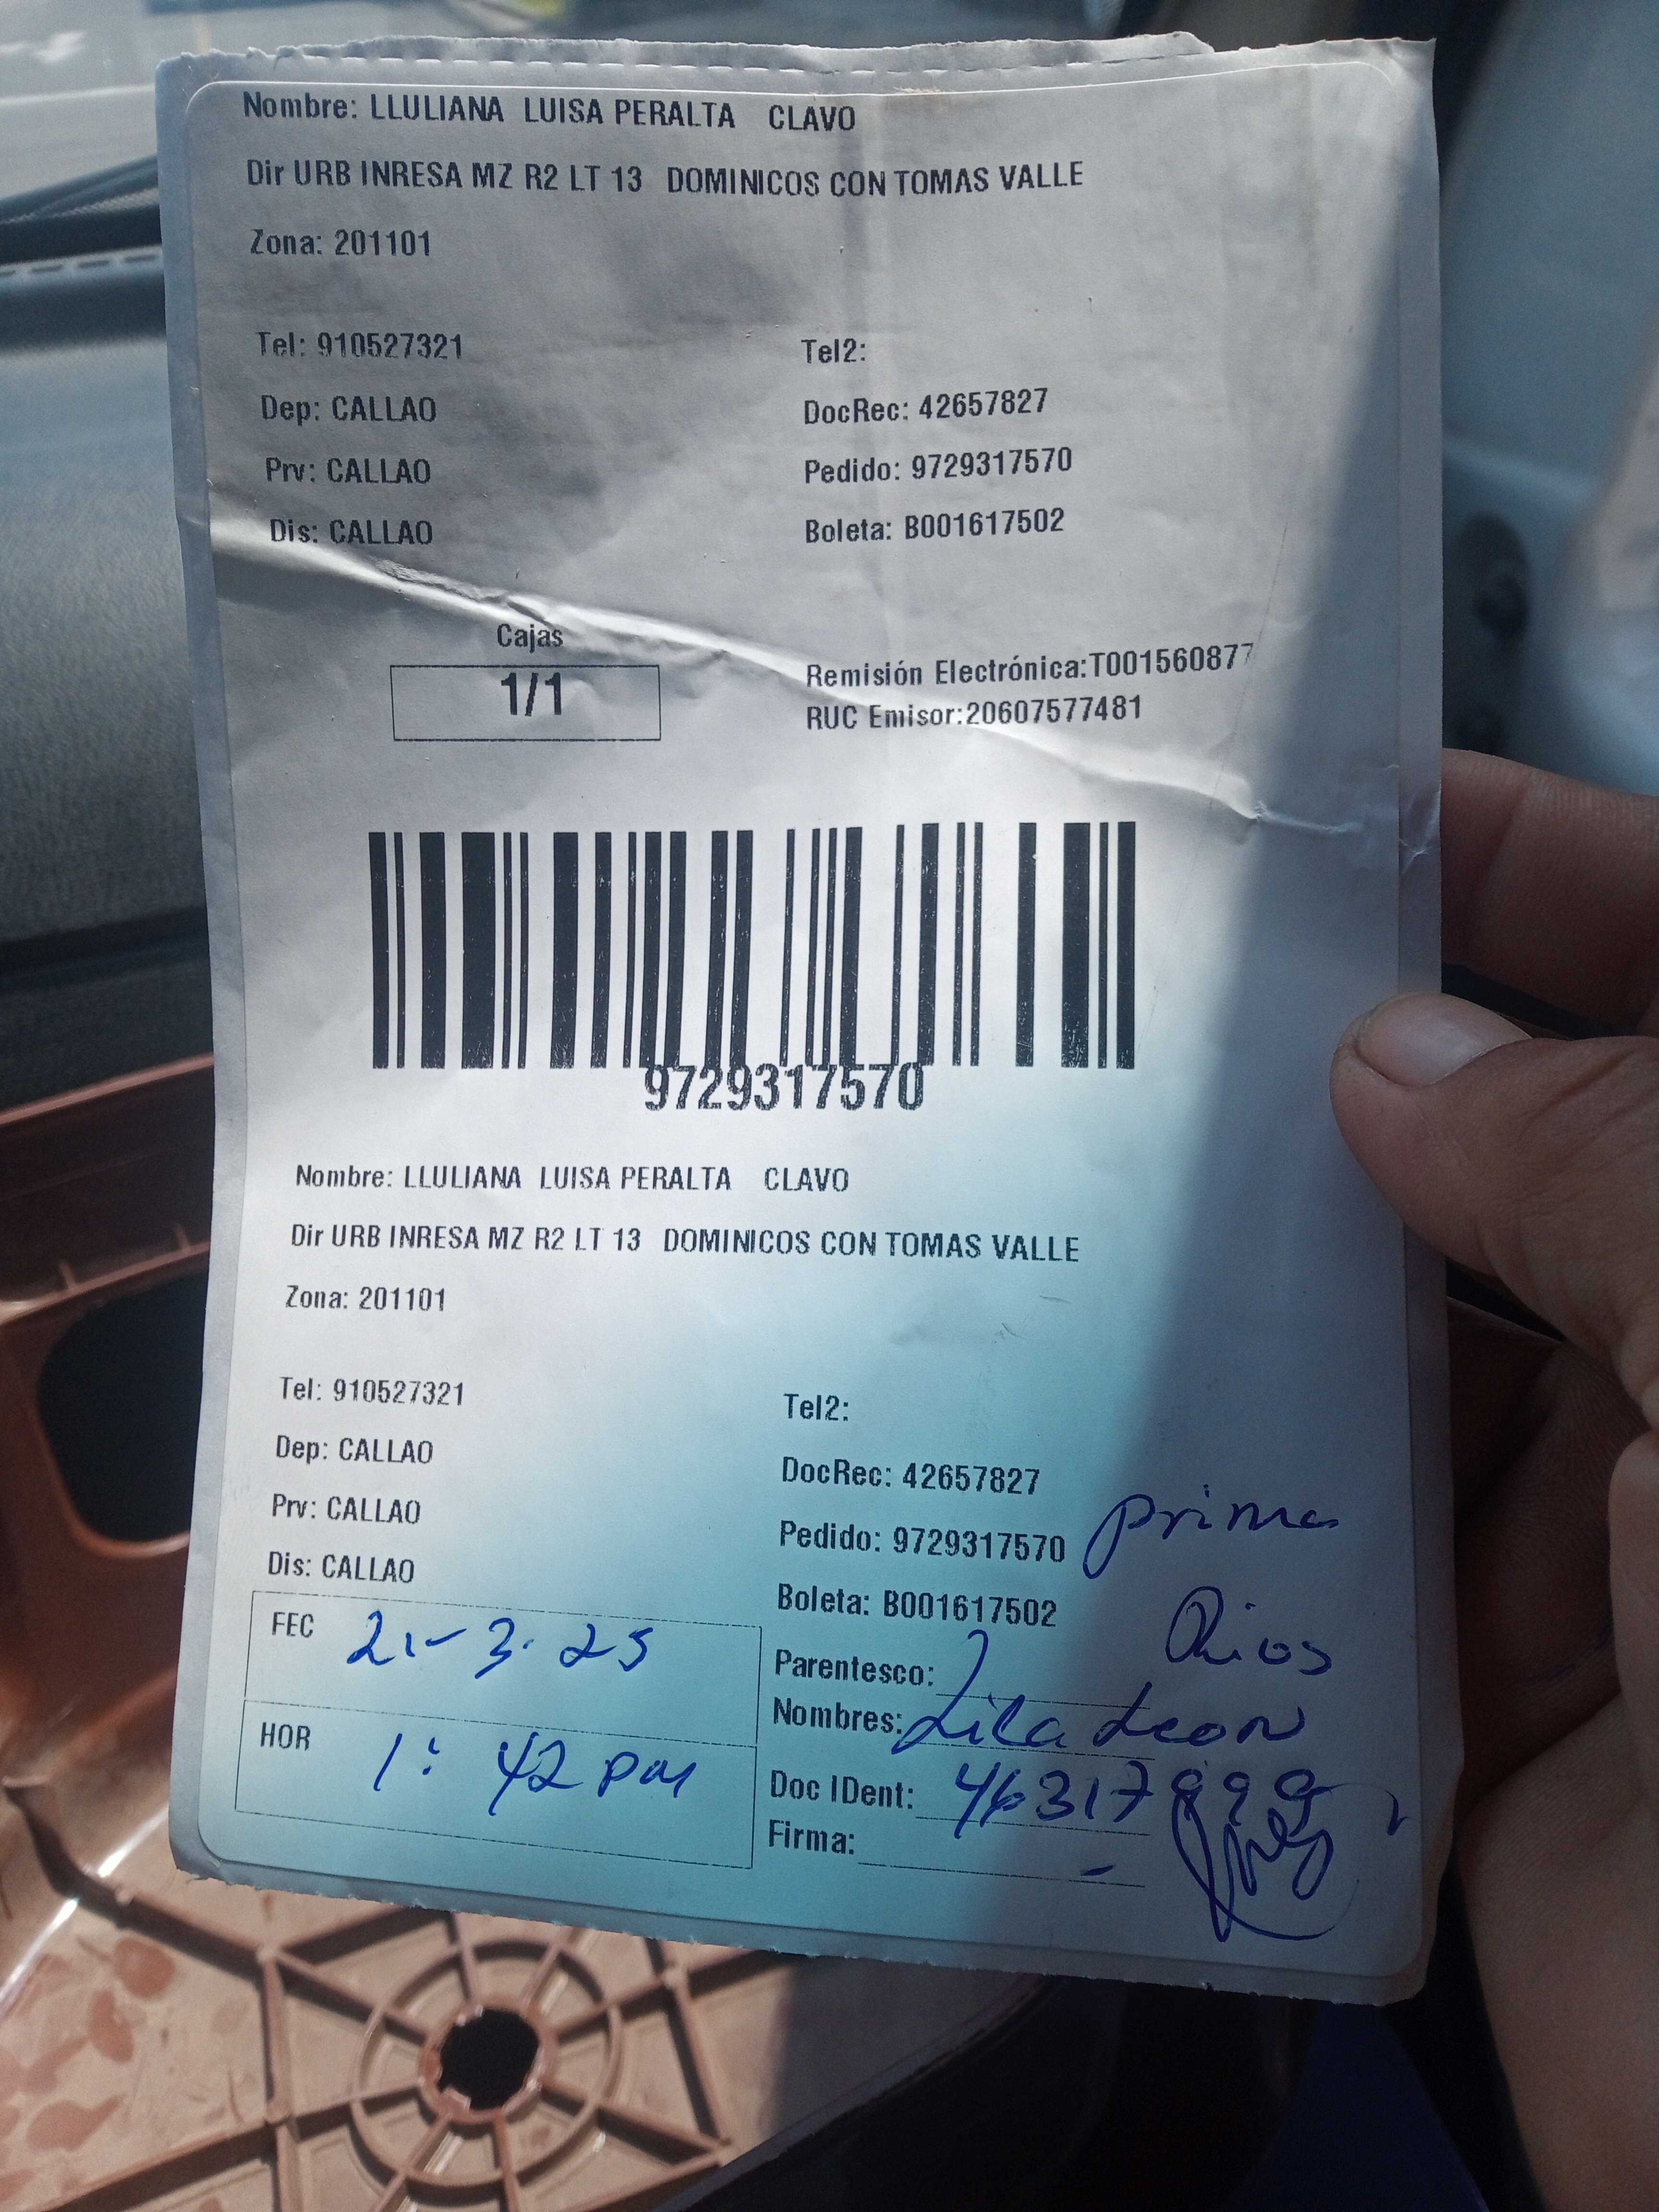 Nombre: LLULIANA LUISA PERALTA CLAVO
Dir URB INRESA MZ R2 LT 13 DOMINICOS CON TOMAS VALLE
Zona: 201101
Tel: 910527321 Tel2:
Dep: CALLAO DocRec: 42657827
Prv: CALLAO Pedido: 9729317570
Dis: CALLAO Boleta: B001617502
Cajas
1/1
Remisión Electrónica:T001560877
RUC Emisor:20607577481
9729317570
Nombre: LLULIANA LUISA PERALTA CLAVO
Dir URB INRESA MZ R2 LT 13 DOMINICOS CON TOMAS VALLE
Zona: 201101
Tel: 910527321 Tel2:
Dep: CALLAO DocRec: 42657827
Prv: CALLAO Pedido: 9729317570 prima
Dis: CALLAO Boleta: B001617502
FEC 21-3-25
Parentesco: Rios
Nombres: Lila Leon
HOR 1:42 pm
Doc IDent:
Firma: